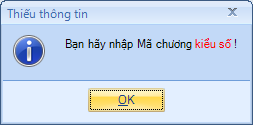 Thiếu thông tin
Bạn hãy nhập Mã chương kiểu số !
OK